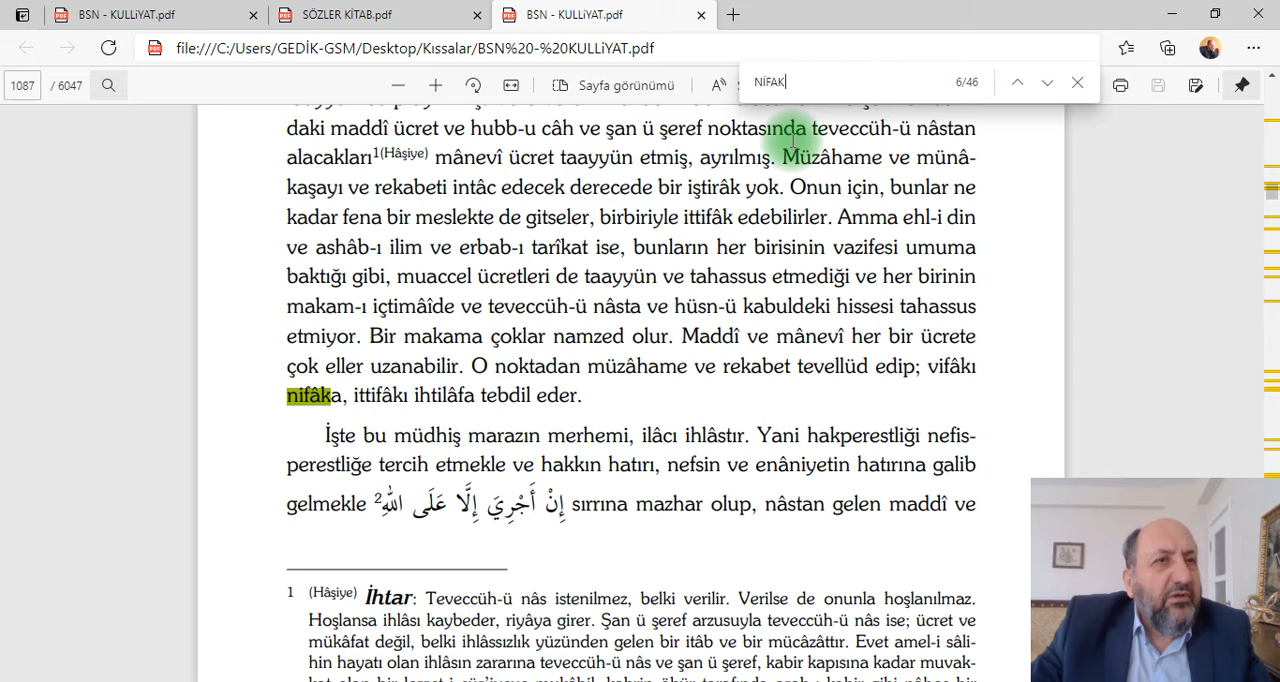 BSN - KULLiYAT.pdf
SÖZLER KİTAB.pdf
BSN - KULLiYAT.pdf
file:///C:/Users/GEDİK-GSM/Desktop/Kıssalar/BSN%20-%20KULLiYAT.pdf
1087 / 6047
Sayfa görünümü
NİFAK
6/46
daki maddî ücret ve hubb-u câh ve şan ü şeref noktasında teveccüh-ü nâstan
alacakları1(Hâşiye) mânevî ücret taayyün etmiş, ayrılmış. Müzâhame ve münâ-
kaşayı ve rekabeti intâc edecek derecede bir iştirâk yok. Onun için, bunlar ne
kadar fena bir meslekte de gitseler, birbiriyle ittifâk edebilirler. Amma ehl-i din
ve ashâb-ı ilim ve erbab-ı tarîkat ise, bunların her birisinin vazifesi umuma
baktığı gibi, muaccel ücretleri de taayyün ve tahassus etmediği ve her birinin
makam-ı içtimâîde ve teveccüh-ü nâsta ve hüsn-ü kabuldeki hissesi tahassus
etmiyor. Bir makama çoklar namzed olur. Maddî ve mânevî her bir ücrete
çok eller uzanabilir. O noktadan müzâhame ve rekabet tevellüd edip; vifâkı
nifâka, ittifâkı ihtilâfa tebdil eder.
İşte bu müdhiş marazın merhemi, ilâcı ihlâstır. Yani hakperestliği nefis-
perestliğe tercih etmekle ve hakkın hatırı, nefsin ve enâniyetin hatırına galib
gelmekle 2إِنْ أَجْرِيَ إِلَّا عَلَى اللّٰهِ sırrına mazhar olup, nâstan gelen maddî ve
1 (Hâşiye) İhtar: Teveccüh-ü nâs istenilmez, belki verilir. Verilse de onunla hoşlanılmaz.
Hoşlansa ihlâsı kaybeder, riyâya girer. Şan ü şeref arzusuyla teveccüh-ü nâs ise; ücret ve
mükâfat değil, belki ihlâssızlık yüzünden gelen bir itâb ve bir mücâzâttır. Evet amel-i sâli-
hin hayatı olan ihlâsın zararına teveccüh-ü nâs ve şan ü şeref, kabir kapısına kadar muvak-